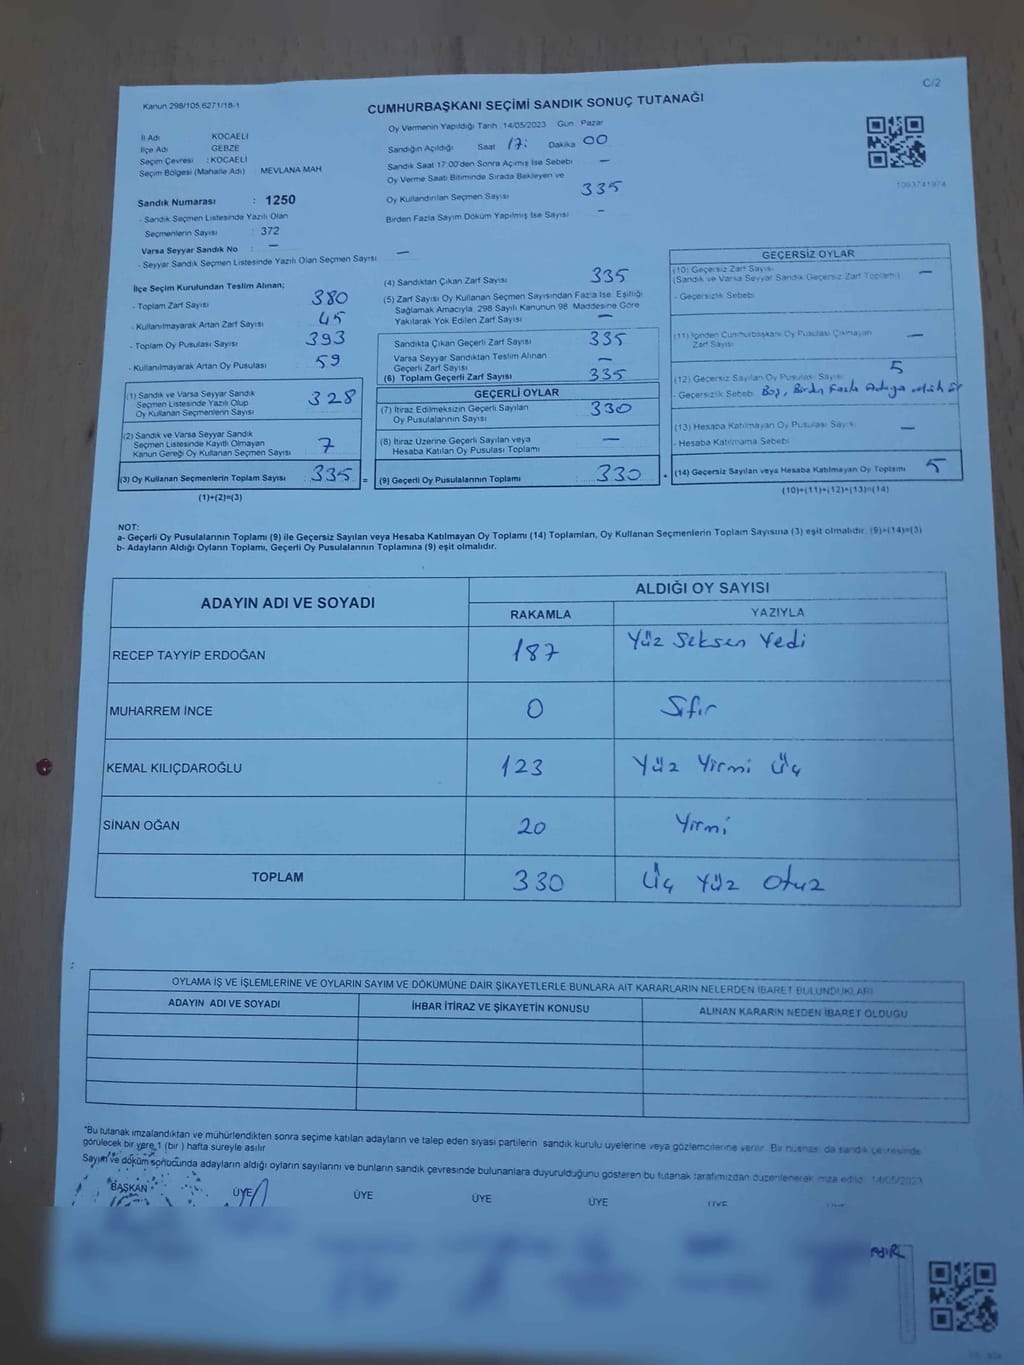 C/2
Kanun 298/105.6271/18-1
CUMHURBAŞKANI SEÇİMİ SANDIK SONUÇ TUTANAĞI
İl Adı KOCAELİ
İlçe Adı GEBZE
Seçim Çevresi : KOCAELİ
Seçim Bölgesi (Mahalle Adı) MEVLANA MAH
Sandık Numarası : 1250
- Sandık Seçmen Listesinde Yazılı Olan
Seçmenlerin Sayısı : 372
Varsa Seyyar Sandık No : —
- Seyyar Sandık Seçmen Listesinde Yazılı Olan Seçmen Sayısı —
Oy Vermenin Yapıldığı Tarih 14/05/2023 Gün Pazar
Sandığın Açıldığı Saat 17: Dakika 00
Sandık Saat 17:00'den Sonra Açımış İse Sebebi —
Oy Verme Saati Bitiminde Sırada Bekleyen ve
Oy Kullandırılan Seçmen Sayısı 335
Birden Fazla Sayım Döküm Yapılmış İse Sayısı —
1093741974
İlçe Seçim Kurulundan Teslim Alınan;
- Toplam Zarf Sayısı 380
- Kullanılmayarak Artan Zarf Sayısı 45
- Toplam Oy Pusulası Sayısı 393
- Kullanılmayarak Artan Oy Pusulası 59
(1) Sandık ve Varsa Seyyar Sandık
Seçmen Listesinde Yazılı Olup
Oy Kullanan Seçmenlerin Sayısı 328
(2) Sandık ve Varsa Seyyar Sandık
Seçmen Listesinde Kayıtlı Olmayan
Kanun Gereği Oy Kullanan Seçmen Sayısı 7
(3) Oy Kullanan Seçmenlerin Toplam Sayısı 335 =
(1)+(2)=(3)
(4) Sandıktan Çıkan Zarf Sayısı 335
(5) Zarf Sayısı Oy Kullanan Seçmen Sayısından Fazla İse, Eşitliği
Sağlamak Amacıyla, 298 Sayılı Kanunun 98. Maddesine Göre
Yakılarak Yok Edilen Zarf Sayısı —
Sandıkta Çıkan Geçerli Zarf Sayısı 335
Varsa Seyyar Sandıktan Teslim Alınan
Geçerli Zarf Sayısı —
(6) Toplam Geçerli Zarf Sayısı 335
GEÇERLİ OYLAR
(7) İtiraz Edilmeksizin Geçerli Sayılan
Oy Pusulalarının Sayısı 330
(8) İtiraz Üzerine Geçerli Sayılan veya
Hesaba Katılan Oy Pusulası Toplamı —
(9) Geçerli Oy Pusulalarının Toplamı 330 +
GEÇERSİZ OYLAR
(10) Geçersiz Zarf Sayısı
(Sandık ve Varsa Seyyar Sandık Geçersiz Zarf Toplamı) —
- Geçersizlik Sebebi
(11) İçinden Cumhurbaşkanı Oy Pusulası Çıkmayan
Zarf Sayısı —
(12) Geçersiz Sayılan Oy Pusulası Sayısı 5
- Geçersizlik Sebebi Boş, Birden Fazla Adaya
(13) Hesaba Katılmayan Oy Pusulası Sayısı —
- Hesaba Katılmama Sebebi
(14) Geçersiz Sayılan veya Hesaba Katılmayan Oy Toplamı 5
(10)+(11)+(12)+(13)=(14)
NOT:
a- Geçerli Oy Pusulalarının Toplamı (9) ile Geçersiz Sayılan veya Hesaba Katılmayan Oy Toplamı (14) Toplamları, Oy Kullanan Seçmenlerin Toplam Sayısına (3) eşit olmalıdır. (9)+(14)=(3)
b- Adayların Aldığı Oyların Toplamı, Geçerli Oy Pusulalarının Toplamına (9) eşit olmalıdır.
ADAYIN ADI VE SOYADI
ALDIĞI OY SAYISI
RAKAMLA YAZIYLA
RECEP TAYYİP ERDOĞAN 187 Yüz Seksen Yedi
MUHARREM İNCE 0 Sıfır
KEMAL KILIÇDAROĞLU 123 Yüz Yirmi Üç
SİNAN OĞAN 20 Yirmi
TOPLAM 330 Üç Yüz Otuz
OYLAMA İŞ VE İŞLEMLERİNE VE OYLARIN SAYIM VE DÖKÜMÜNE DAİR ŞİKAYETLERLE BUNLARA AİT KARARLARIN NELERDEN İBARET BULUNDUKLARI
ADAYIN ADI VE SOYADI İHBAR İTİRAZ VE ŞİKAYETİN KONUSU ALINAN KARARIN NEDEN İBARET OLDUĞU
*Bu tutanak imzalandıktan ve mühürlendikten sonra seçime katılan adayların ve talep eden siyasi partilerin sandık kurulu üyelerine veya gözlemcilerine verilir. Bir nüshası da sandık çevresinde
görülecek bir yere 1 (bir) hafta süreyle asılır
Sayım ve döküm sonucunda adayların aldığı oyların sayılarını ve bunların sandık çevresinde bulunanlara duyurulduğunu gösteren bu tutanak tarafımızdan düzenlenerek imza edildi. 14/05/2023
BAŞKAN ÜYE ÜYE ÜYE ÜYE ÜYE